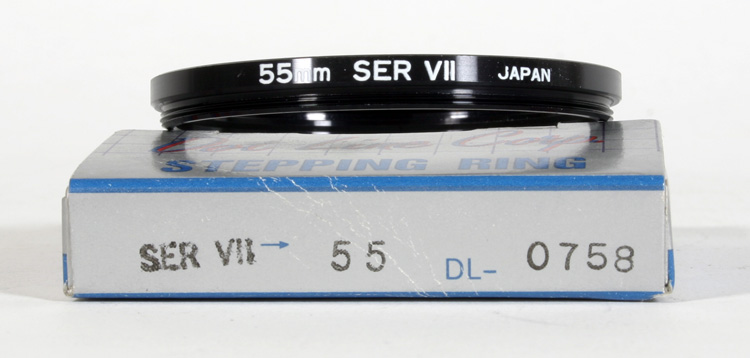 55mm SER VII JAPAN
STEPPING RING
SER VII → 55 DL- 0758